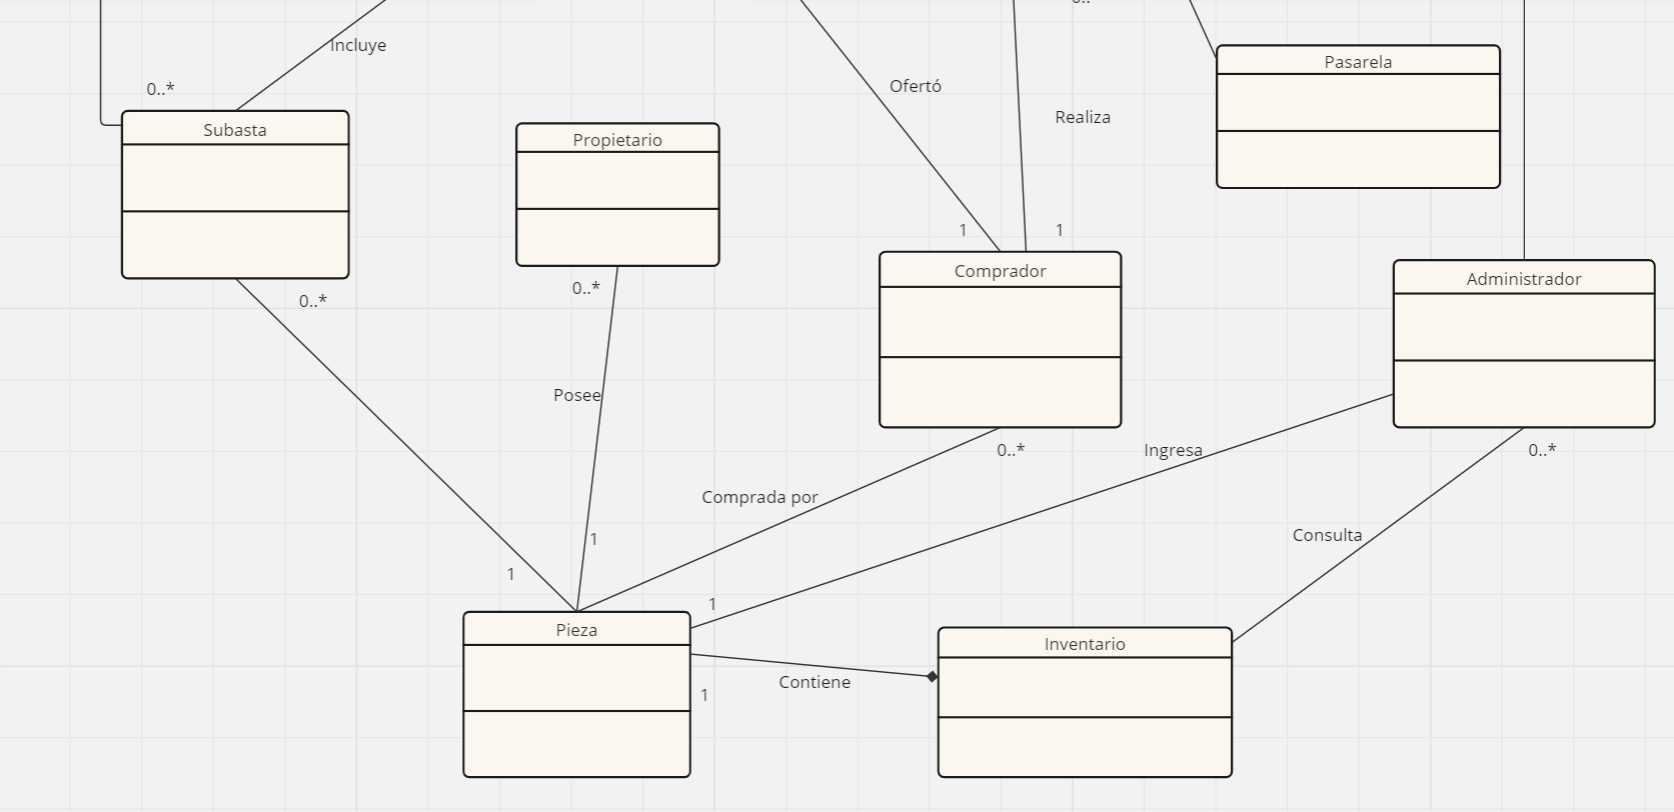 0..
Incluye
Pasarela
0..*
Ofertó
Realiza
Subasta
Propietario
1
1
Comprador
Administrador
0..*
0..*
Posee
0..*
Ingresa
0..*
Comprada por
Consulta
1
1
1
Pieza
Inventario
Contiene
1